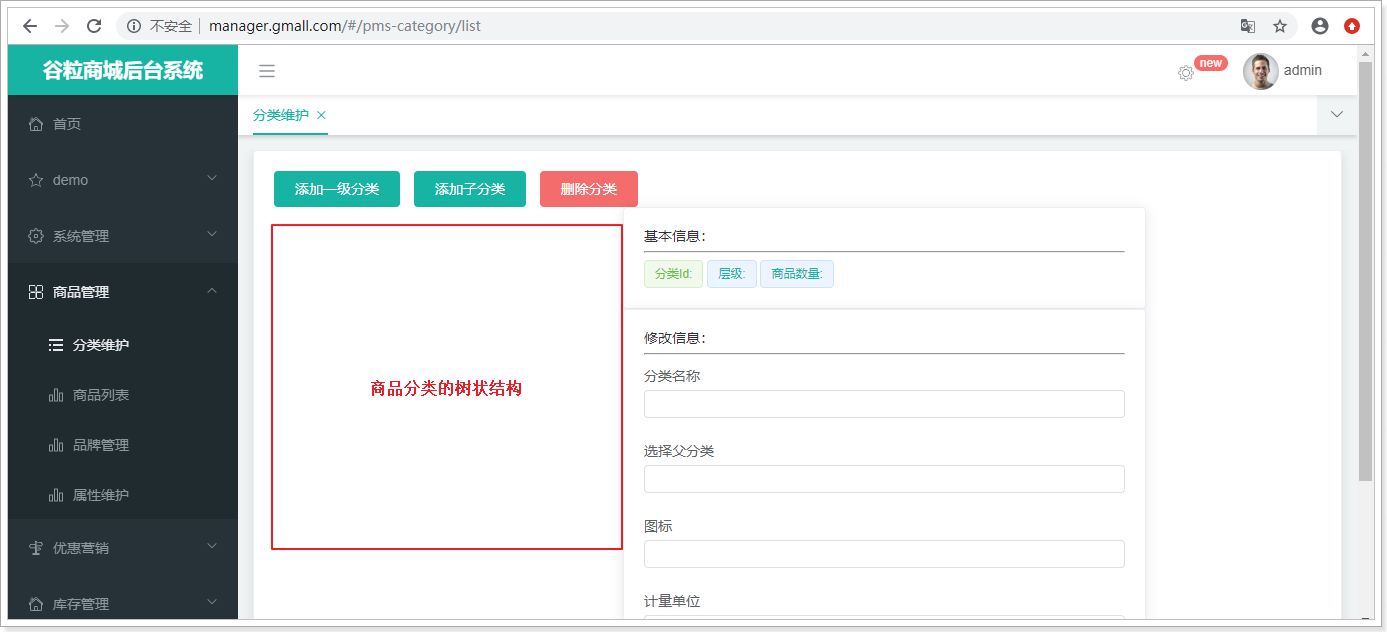 不安全 manager.gmall.com/#/pms-category/list
谷粒商城后台系统
new
admin
首页
demo
系统管理
商品管理
分类维护
商品列表
品牌管理
属性维护
优惠营销
库存管理
分类维护
添加一级分类 添加子分类 删除分类
商品分类的树状结构
基本信息:
分类Id: 层级: 商品数量:
修改信息:
分类名称
选择父分类
图标
计量单位